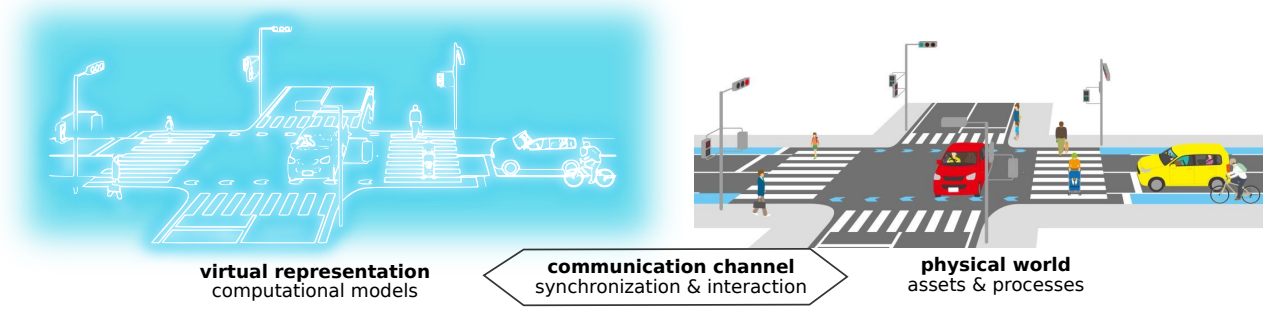 virtual representation
computational models
communication channel
synchronization & interaction
physical world
assets & processes